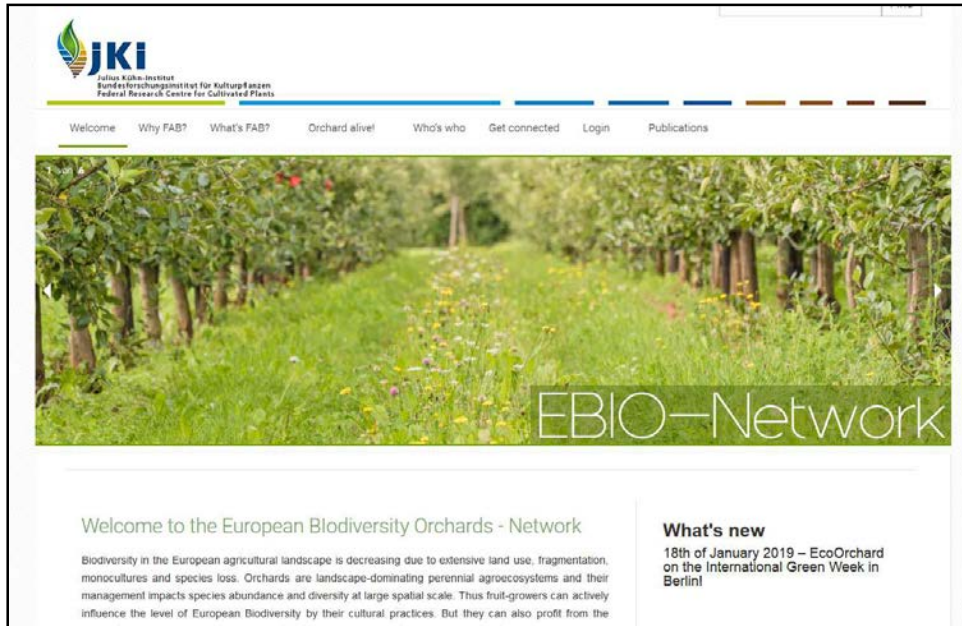 jKi
Julius Kühn-Institut
Bundesforschungsinstitut für Kulturpflanzen
Federal Research Centre for Cultivated Plants
Welcome Why FAB? What's FAB? Orchard alive! Who's who Get connected Login Publications
1 von 6
EBIO-Network
Welcome to the European BIodiversity Orchards - Network
Biodiversity in the European agricultural landscape is decreasing due to extensive land use, fragmentation,
monocultures and species loss. Orchards are landscape-dominating perennial agroecosystems and their
management impacts species abundance and diversity at large spatial scale. Thus fruit-growers can actively
influence the level of European Biodiversity by their cultural practices. But they can also profit from the
What's new
18th of January 2019 – EcoOrchard
on the International Green Week in
Berlin!